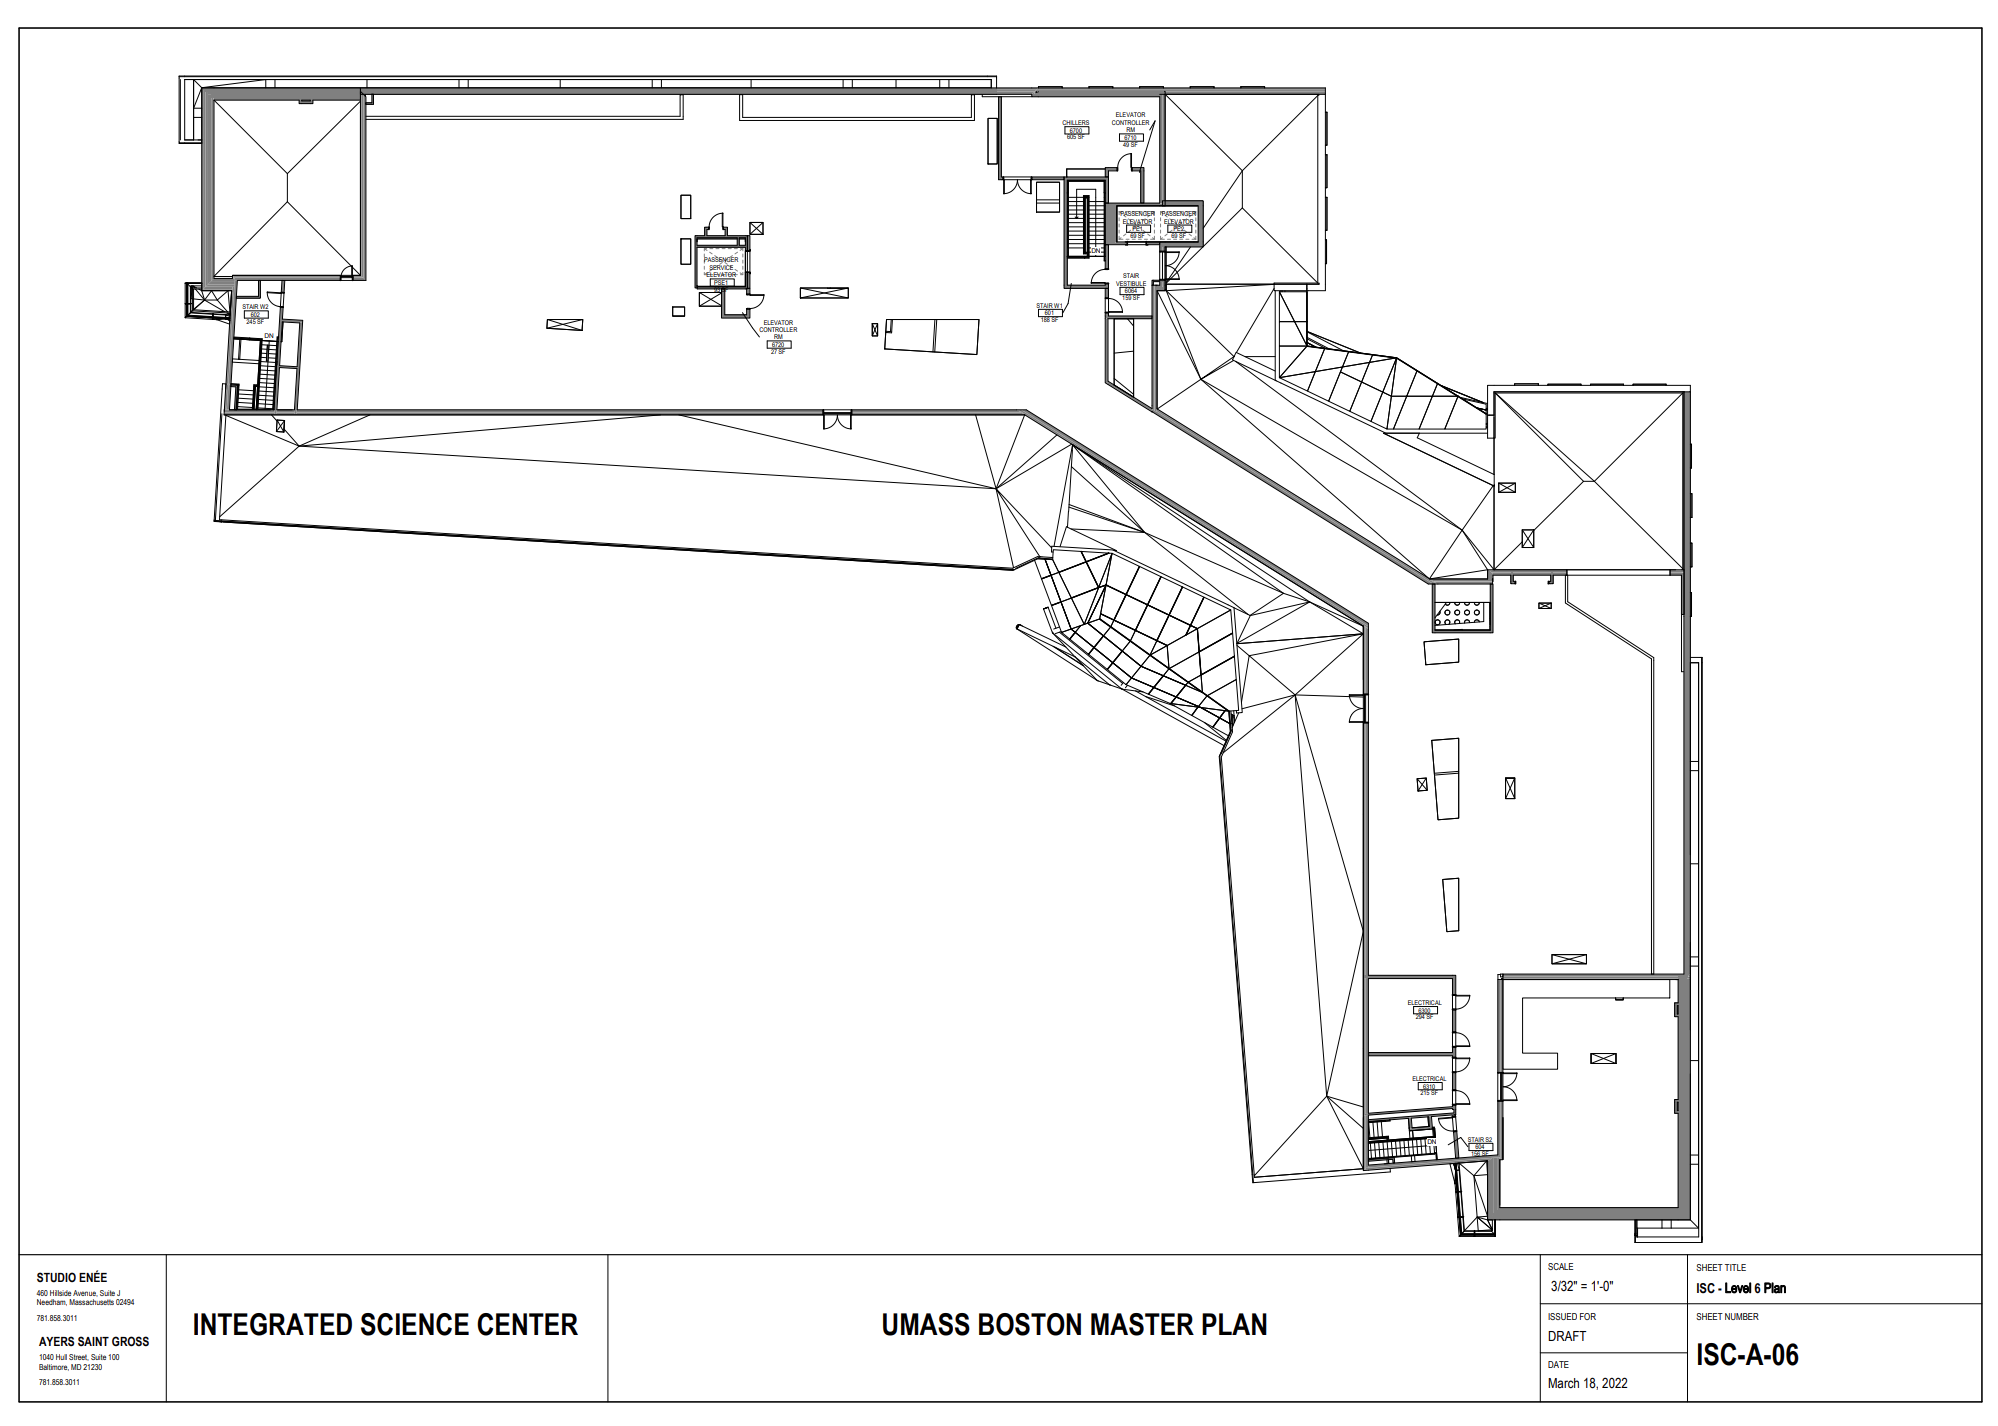 CHILLERS
6700
605 SF
ELEVATOR
CONTROLLER
RM
6710
49 SF
PASSENGER
ELEVATOR
PE1
69 SF
PASSENGER
ELEVATOR
PE2
69 SF
DN
PASSENGER
SERVICE
ELEVATOR
PSE1
STAIR
VESTIBULE
6064
159 SF
STAIR W2
602
245 SF
DN
STAIR W1
601
188 SF
ELEVATOR
CONTROLLER
RM
6720
27 SF
ELECTRICAL
6300
294 SF
ELECTRICAL
6310
215 SF
DN
STAIR S2
604
156 SF
STUDIO ENÉE
460 Hillside Avenue, Suite J
Needham, Massachusetts 02494
781.858.3011
AYERS SAINT GROSS
1040 Hull Street, Suite 100
Baltimore, MD 21230
781.858.3011
INTEGRATED SCIENCE CENTER
UMASS BOSTON MASTER PLAN
SCALE
3/32" = 1'-0"
ISSUED FOR
DRAFT
DATE
March 18, 2022
SHEET TITLE
ISC - Level 6 Plan
SHEET NUMBER
ISC-A-06